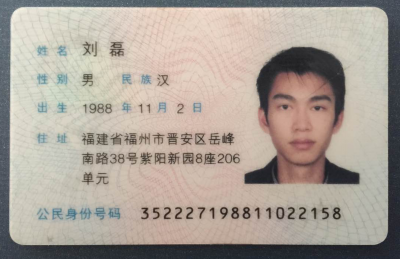 姓名 刘磊
性别 男 民族 汉
出生 1988 年 11 月 2 日
住址 福建省福州市晋安区岳峰
南路38号紫阳新园8座206
单元
公民身份号码 352227198811022158